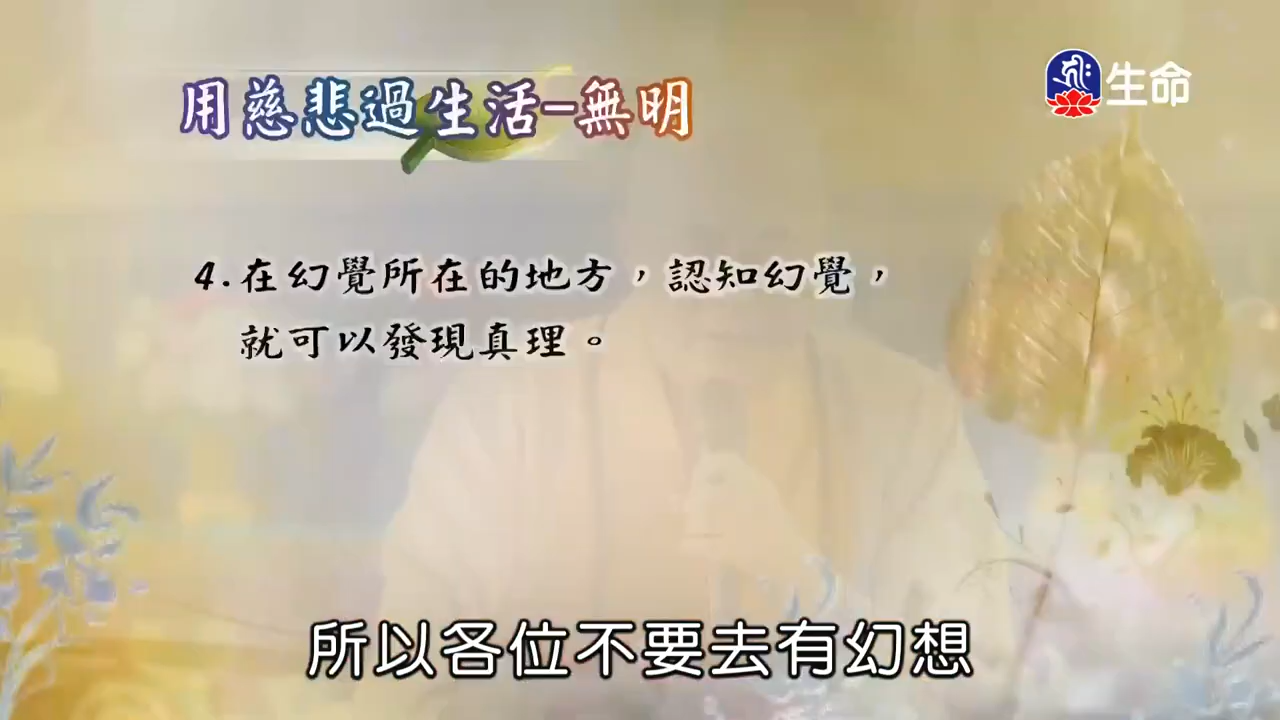 用慈悲過生活-無明
生命
4.在幻覺所在的地方，認知幻覺，
就可以發現真理。
所以各位不要去有幻想